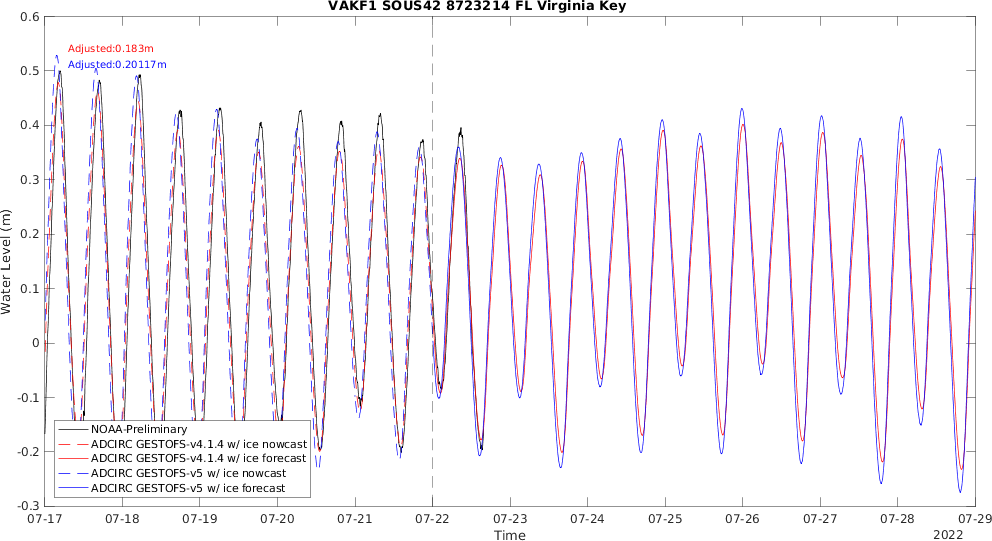 VAKF1 SOUS42 8723214 FL Virginia Key
0.6
0.5
0.4
0.3
0.2
0.1
0
-0.1
-0.2
-0.3
Water Level (m)
Adjusted:0.183m
Adjusted:0.20117m
NOAA-Preliminary
ADCIRC GESTOFS-v4.1.4 w/ ice nowcast
ADCIRC GESTOFS-v4.1.4 w/ ice forecast
ADCIRC GESTOFS-v5 w/ ice nowcast
ADCIRC GESTOFS-v5 w/ ice forecast
07-17 07-18 07-19 07-20 07-21 07-22 07-23 07-24 07-25 07-26 07-27 07-28 07-29
Time
2022